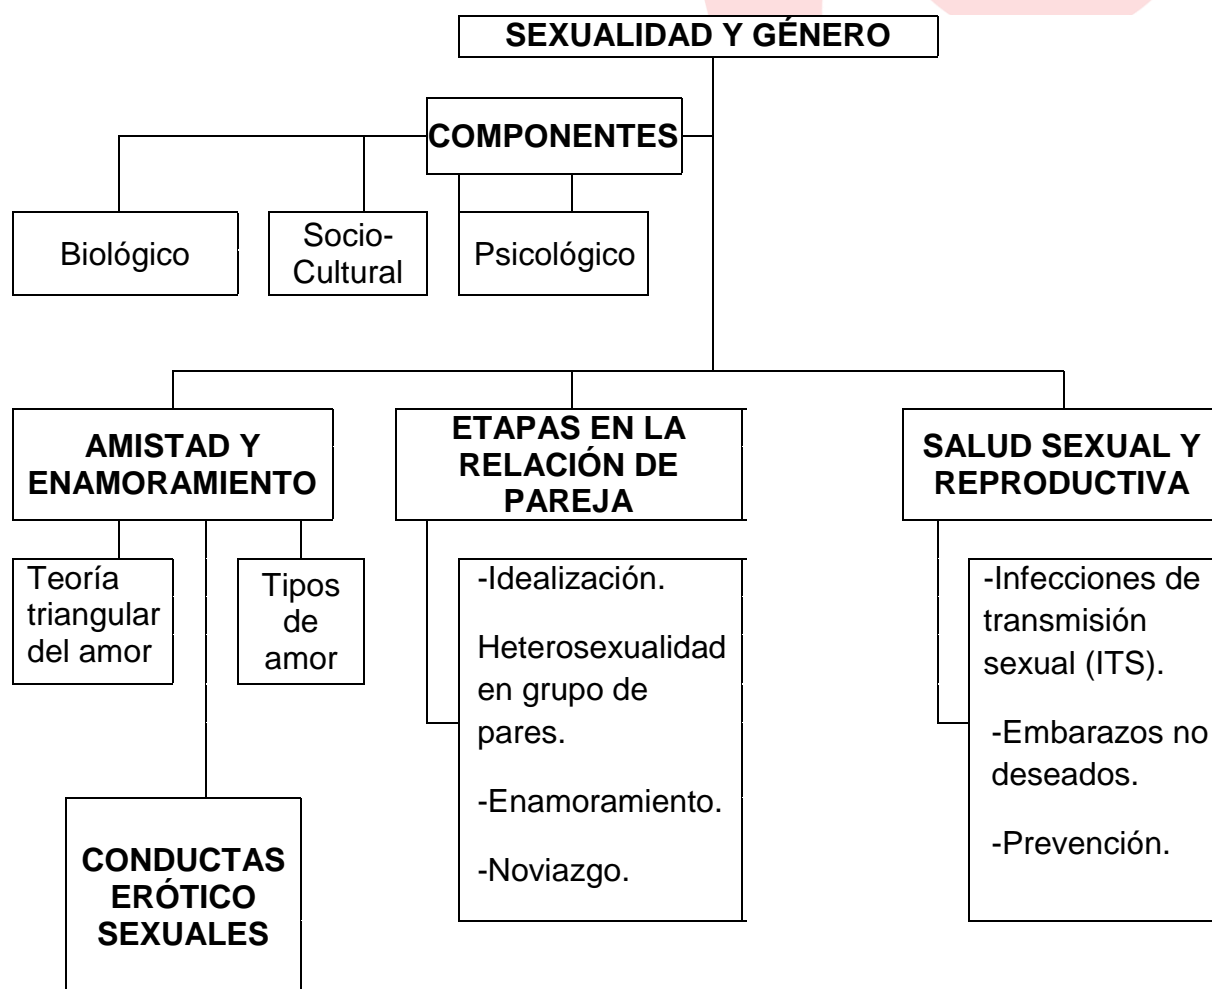 SEXUALIDAD Y GÉNERO
COMPONENTES
Biológico
Socio-
Cultural
Psicológico
AMISTAD Y
ENAMORAMIENTO
ETAPAS EN LA
RELACIÓN DE
PAREJA
SALUD SEXUAL Y
REPRODUCTIVA
Teoría
triangular
del amor
Tipos
de
amor
-Idealización.
Heterosexualidad
en grupo de
pares.
-Enamoramiento.
-Noviazgo.
-Infecciones de
transmisión
sexual (ITS).
-Embarazos no
deseados.
-Prevención.
CONDUCTAS
ERÓTICO
SEXUALES